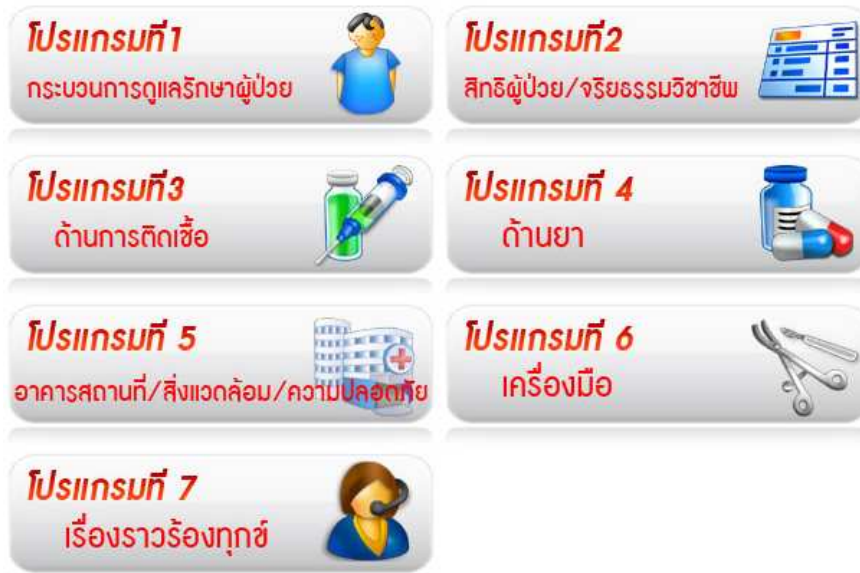 โปรแกรมที่1
กระบวนการดูแลรักษาผู้ป่วย
โปรแกรมที่2
สิทธิผู้ป่วย/จริยธรรมวิชาชีพ
โปรแกรมที่3
ด้านการติดเชื้อ
โปรแกรมที่ 4
ด้านยา
โปรแกรมที่ 5
อาคารสถานที่/สิ่งแวดล้อม/ความปลอดภัย
โปรแกรมที่ 6
เครื่องมือ
โปรแกรมที่ 7
เรื่องราวร้องทุกข์